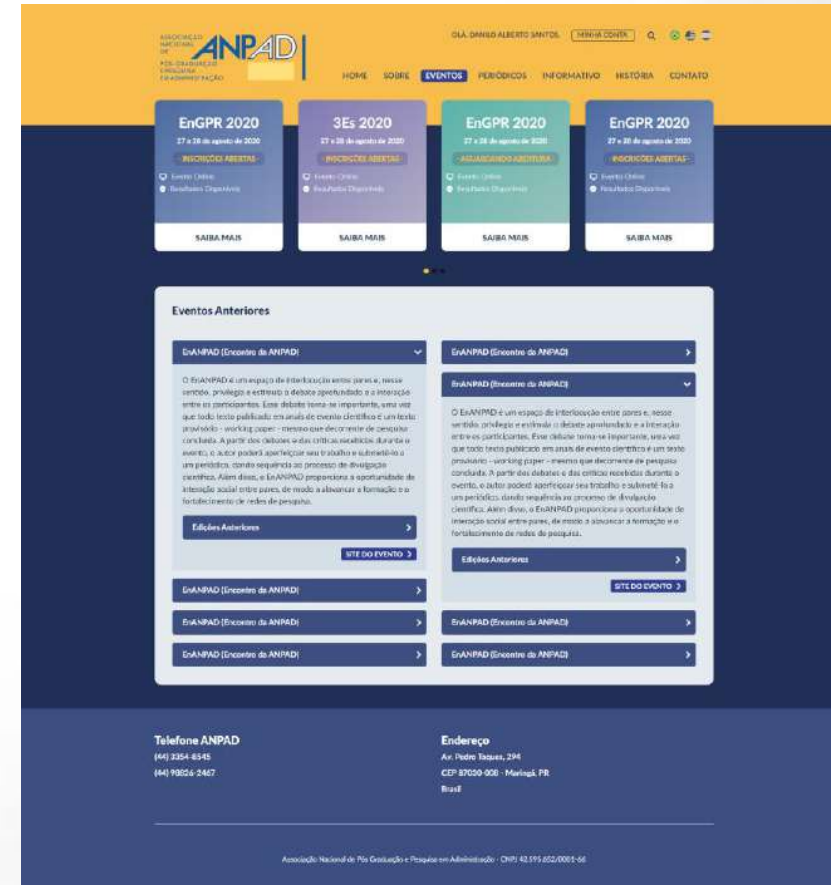 ASSOCIAÇÃO
NACIONAL
DE
PÓS-GRADUAÇÃO
E PESQUISA
EM ADMINISTRAÇÃO
ANPAD
OLÁ, DANILO ALBERTO SANTOS.
MINHA CONTA
HOME SOBRE EVENTOS PERIÓDICOS INFORMATIVO HISTÓRIA CONTATO
EnGPR 2020
27 a 28 de agosto de 2020
- INSCRIÇÕES ABERTAS -
Evento Online
Resultados Disponíveis
SAIBA MAIS
3Es 2020
27 a 28 de agosto de 2020
- INSCRIÇÕES ABERTAS -
Evento Online
Resultados Disponíveis
SAIBA MAIS
EnGPR 2020
27 a 28 de agosto de 2020
- AGUARDANDO ABERTURA -
Evento Online
Resultados Disponíveis
SAIBA MAIS
EnGPR 2020
27 a 28 de agosto de 2020
- INSCRIÇÕES ABERTAS -
Evento Online
Resultados Disponíveis
SAIBA MAIS
Eventos Anteriores
EnANPAD (Encontro da ANPAD)
O EnANPAD é um espaço de interlocução entre pares e, nesse
sentido, privilegia e estimula o debate aprofundado e a interação
entre os participantes. Esse debate torna-se importante, uma vez
que todo texto publicado em anais de evento científico é um texto
provisório - working paper - mesmo que decorrente de pesquisa
concluída. A partir dos debates e das críticas recebidas durante o
evento, o autor poderá aperfeiçoar seu trabalho e submetê-lo a
um periódico, dando sequência ao processo de divulgação
científica. Além disso, o EnANPAD proporciona a oportunidade de
interação social entre pares, de modo a alavancar a formação e o
fortalecimento de redes de pesquisa.
Edições Anteriores
SITE DO EVENTO
EnANPAD (Encontro da ANPAD)
EnANPAD (Encontro da ANPAD)
EnANPAD (Encontro da ANPAD)
EnANPAD (Encontro da ANPAD)
EnANPAD (Encontro da ANPAD)
O EnANPAD é um espaço de interlocução entre pares e, nesse
sentido, privilegia e estimula o debate aprofundado e a interação
entre os participantes. Esse debate torna-se importante, uma vez
que todo texto publicado em anais de evento científico é um texto
provisório - working paper - mesmo que decorrente de pesquisa
concluída. A partir dos debates e das críticas recebidas durante o
evento, o autor poderá aperfeiçoar seu trabalho e submetê-lo a
um periódico, dando sequência ao processo de divulgação
científica. Além disso, o EnANPAD proporciona a oportunidade de
interação social entre pares, de modo a alavancar a formação e o
fortalecimento de redes de pesquisa.
Edições Anteriores
SITE DO EVENTO
EnANPAD (Encontro da ANPAD)
EnANPAD (Encontro da ANPAD)
Telefone ANPAD
(44) 3354-8545
(44) 98826-2467
Endereço
Av. Pedro Taques, 294
CEP 87030-008 - Maringá, PR
Brasil
Associação Nacional de Pós Graduação e Pesquisa em Administração - CNPJ 42.595.652/0001-66